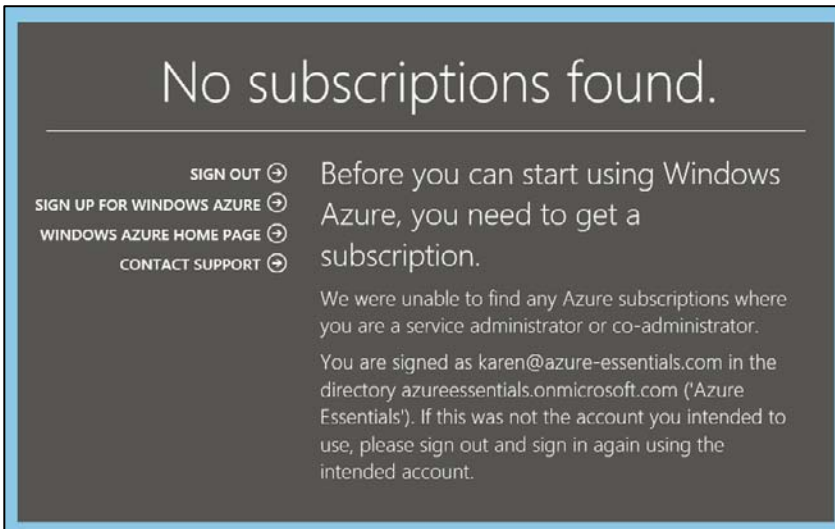 No subscriptions found.
SIGN OUT
SIGN UP FOR WINDOWS AZURE
WINDOWS AZURE HOME PAGE
CONTACT SUPPORT
Before you can start using Windows
Azure, you need to get a
subscription.
We were unable to find any Azure subscriptions where
you are a service administrator or co-administrator.
You are signed as karen@azure-essentials.com in the
directory azureessentials.onmicrosoft.com ('Azure
Essentials'). If this was not the account you intended to
use, please sign out and sign in again using the
intended account.